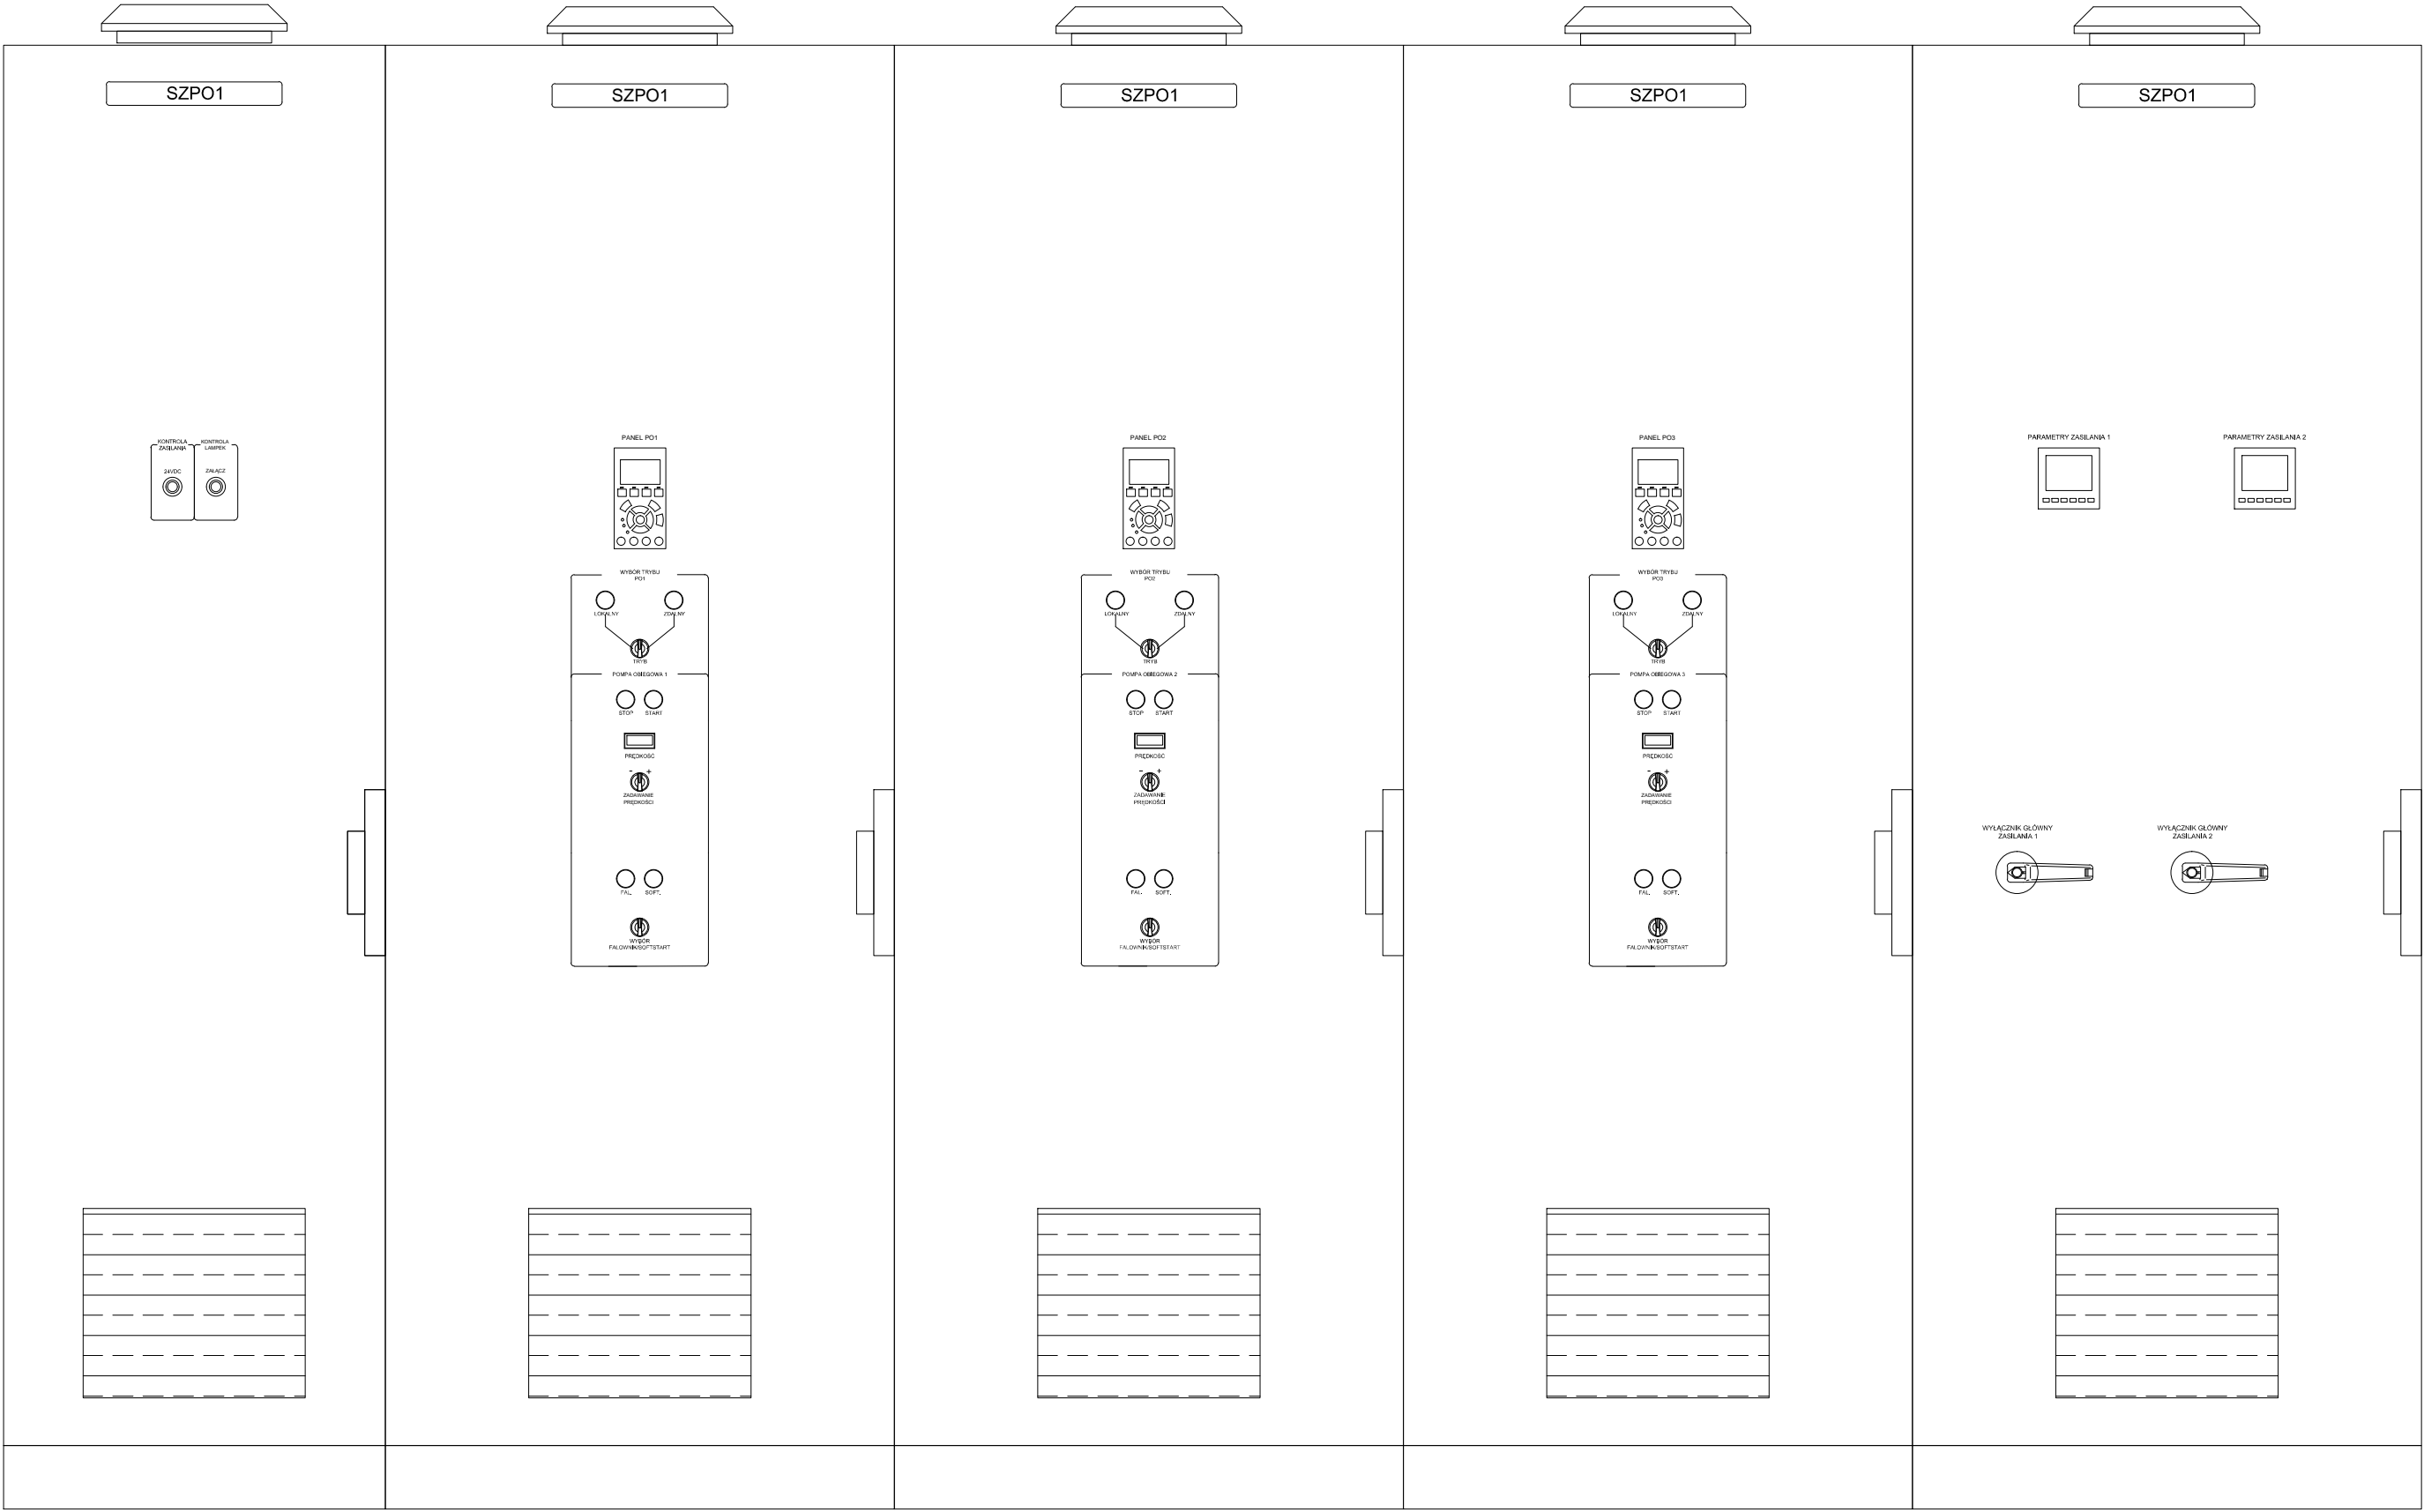 SZPO1
SZPO1
SZPO1
SZPO1
SZPO1
KONTROLA
ZASILANIA
24VDC
KONTROLA
LAMPEK
ZAŁĄCZ
PANEL PO1
WYBÓR TRYBU
PO1
LOKALNY
ZDALNY
TRYB
POMPA OBIEGOWA 1
STOP
START
PRĘDKOŚC
- +
ZADAWANIE
PRĘDKOŚCI
FAL.
SOFT.
WYBÓR
FALOWNIK/SOFTSTART
PANEL PO2
WYBÓR TRYBU
PO2
LOKALNY
ZDALNY
TRYB
POMPA OBIEGOWA 2
STOP
START
PRĘDKOŚC
- +
ZADAWANIE
PRĘDKOŚCI
FAL.
SOFT.
WYBÓR
FALOWNIK/SOFTSTART
PANEL PO3
WYBÓR TRYBU
PO3
LOKALNY
ZDALNY
TRYB
POMPA OBIEGOWA 3
STOP
START
PRĘDKOŚC
- +
ZADAWANIE
PRĘDKOŚCI
FAL.
SOFT.
WYBÓR
FALOWNIK/SOFTSTART
PARAMETRY ZASILANIA 1
PARAMETRY ZASILANIA 2
WYŁĄCZNIK GŁÓWNY
ZASILANIA 1
WYŁĄCZNIK GŁÓWNY
ZASILANIA 2